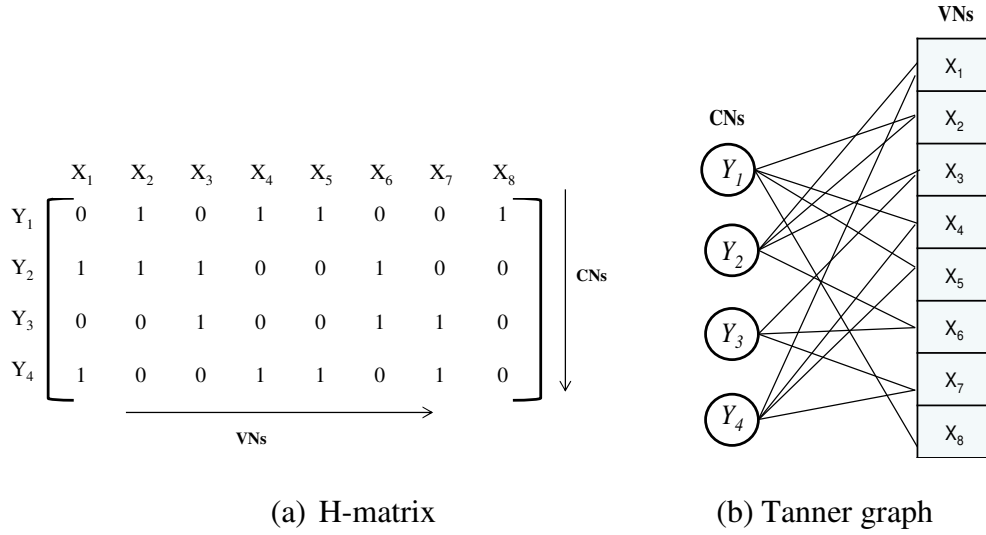 X1 X2 X3 X4 X5 X6 X7 X8
Y1 0 1 0 1 1 0 0 1
Y2 1 1 1 0 0 1 0 0
Y3 0 0 1 0 0 1 1 0
Y4 1 0 0 1 1 0 1 0
CNs
VNs
(a) H-matrix
VNs
CNs
X1
X2
X3
X4
X5
X6
X7
X8
Y1
Y2
Y3
Y4
(b) Tanner graph